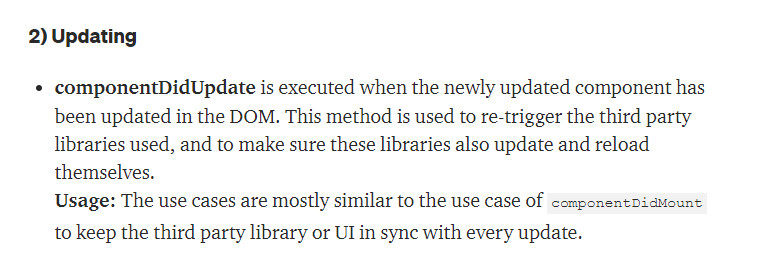 2) Updating
• componentDidUpdate is executed when the newly updated component has
been updated in the DOM. This method is used to re-trigger the third party
libraries used, and to make sure these libraries also update and reload
themselves.
Usage: The use cases are mostly similar to the use case of componentDidMount
to keep the third party library or UI in sync with every update.